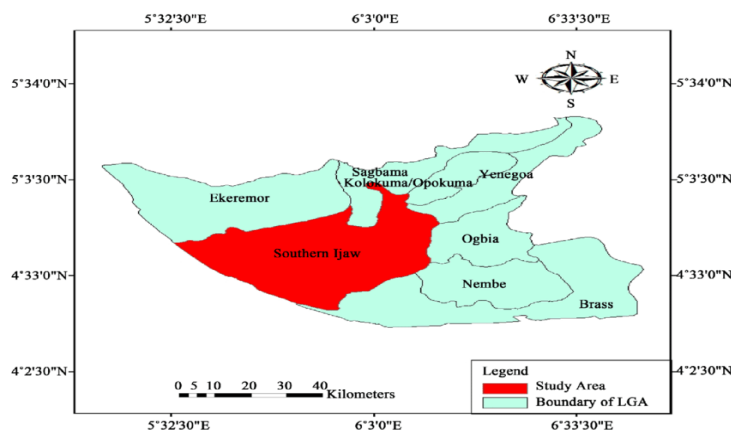 5°32'30"E 6°3'0"E 6°33'30"E
N
W E
S
5°34'0"N 5°34'0"N
Sagbama
Kolokuma/Opokuma
Yenegoa
5°3'30"N 5°3'30"N
Ekeremor
Ogbia
Southern Ijaw
4°33'0"N 4°33'0"N
Nembe
Brass
4°2'30"N 4°2'30"N
Legend
Study Area
Boundary of LGA
0 5 10 20 30 40
Kilometers
5°32'30"E 6°3'0"E 6°33'30"E